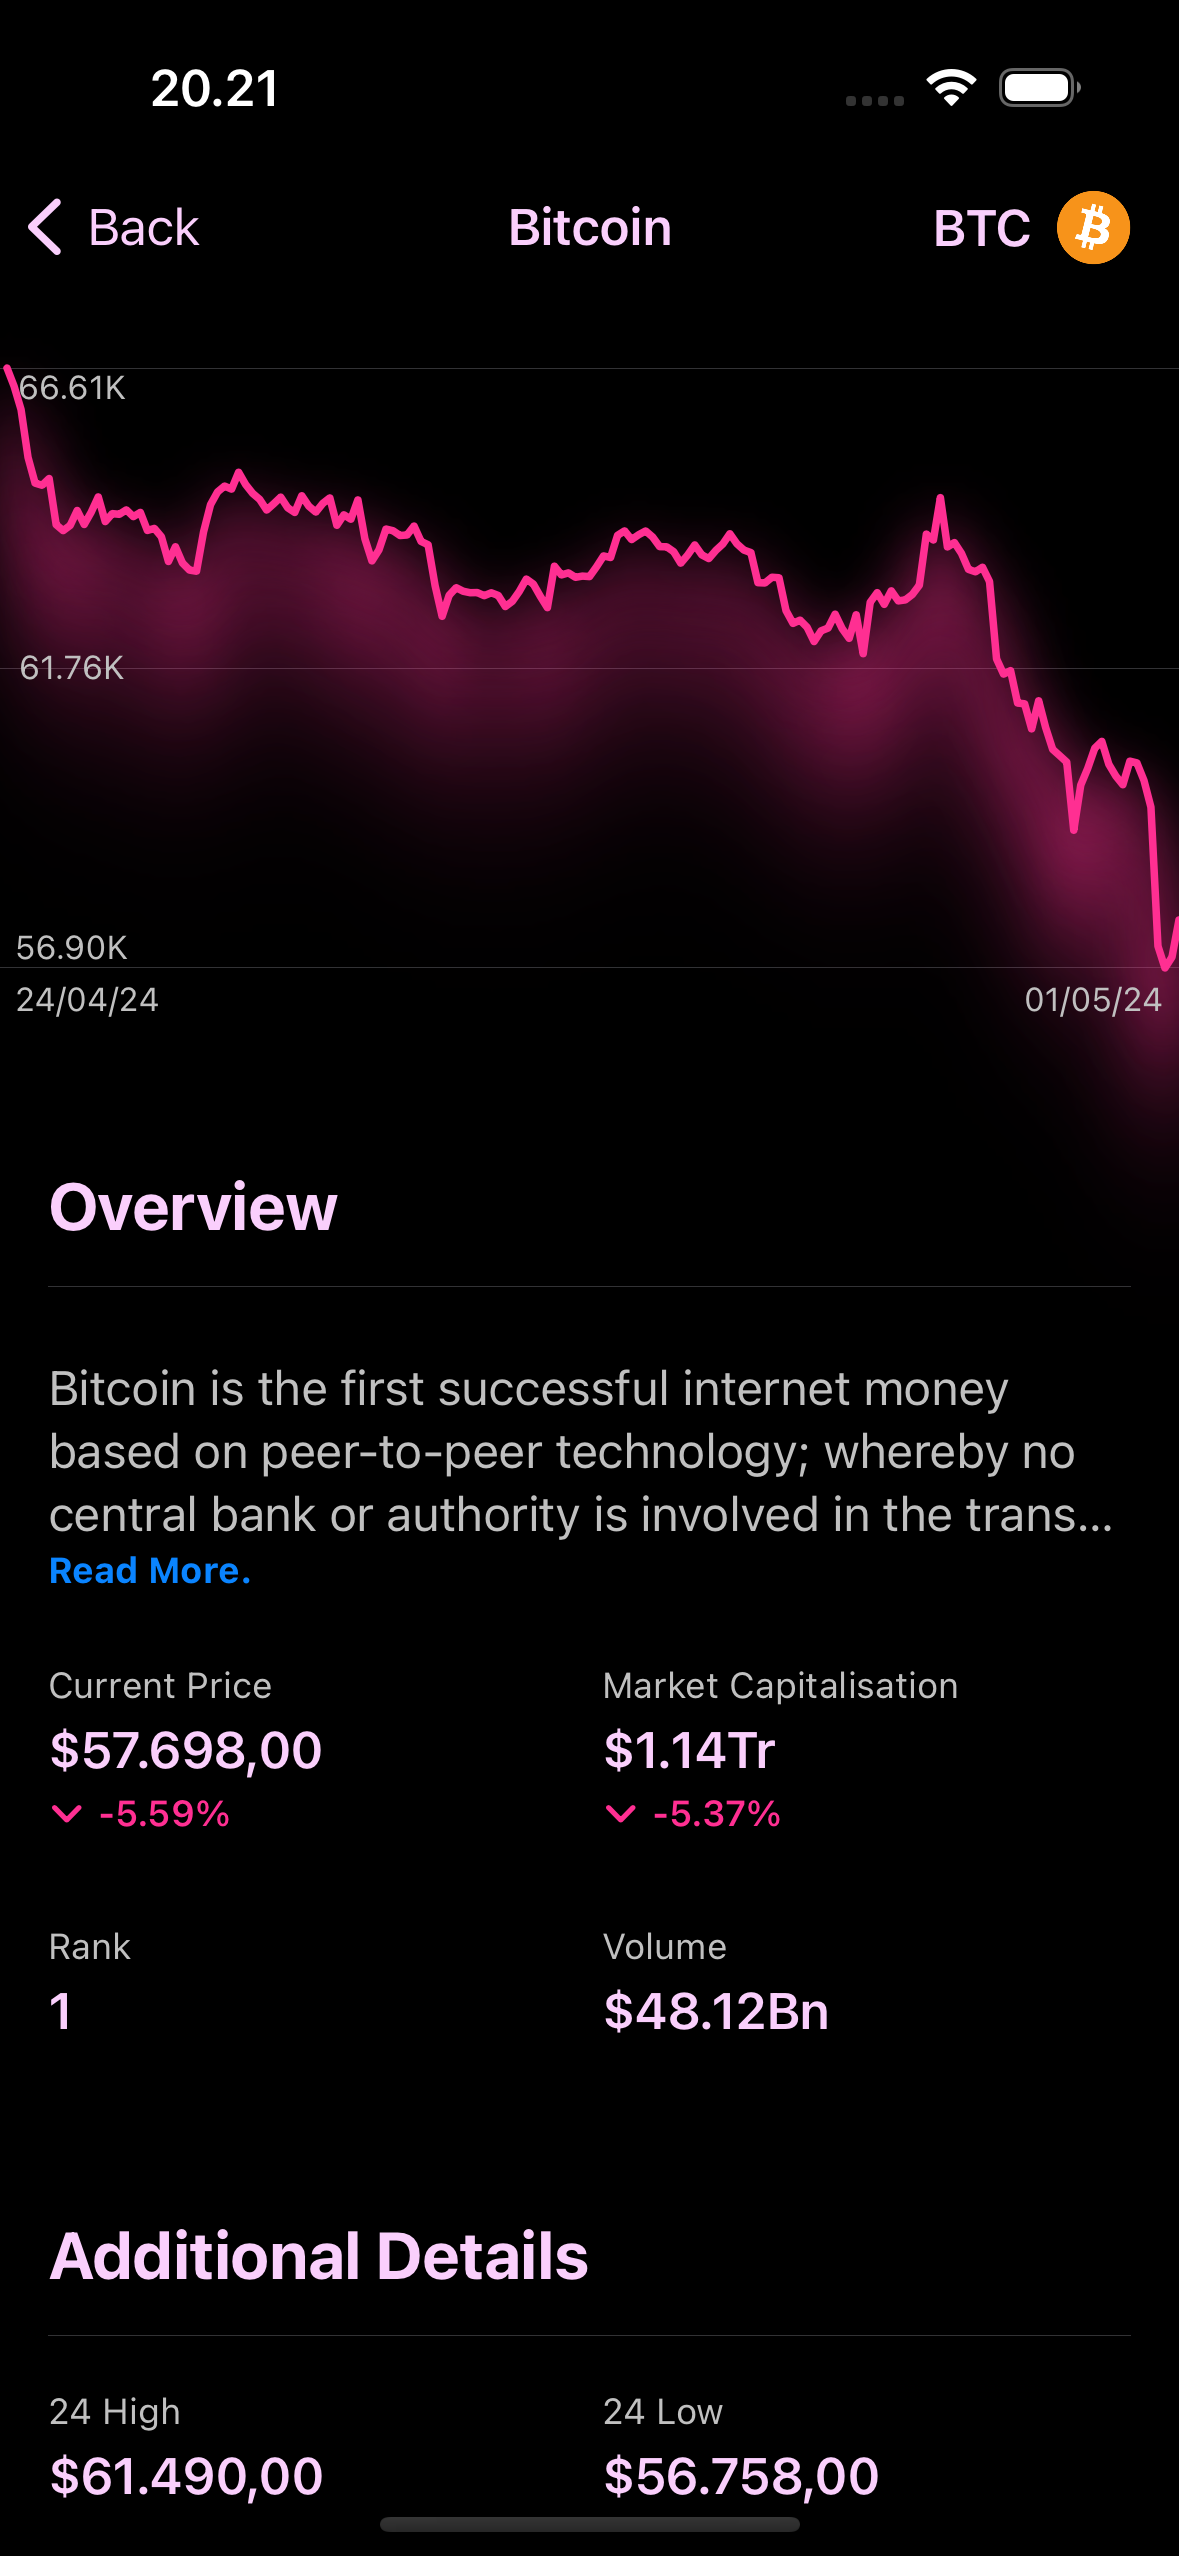 20.21
Back Bitcoin BTC
66.61K
61.76K
56.90K
24/04/24 01/05/24
Overview
Bitcoin is the first successful internet money
based on peer-to-peer technology; whereby no
central bank or authority is involved in the trans...
Read More.
Current Price Market Capitalisation
$57.698,00 $1.14Tr
-5.59% -5.37%
Rank Volume
1 $48.12Bn
Additional Details
24 High 24 Low
$61.490,00 $56.758,00